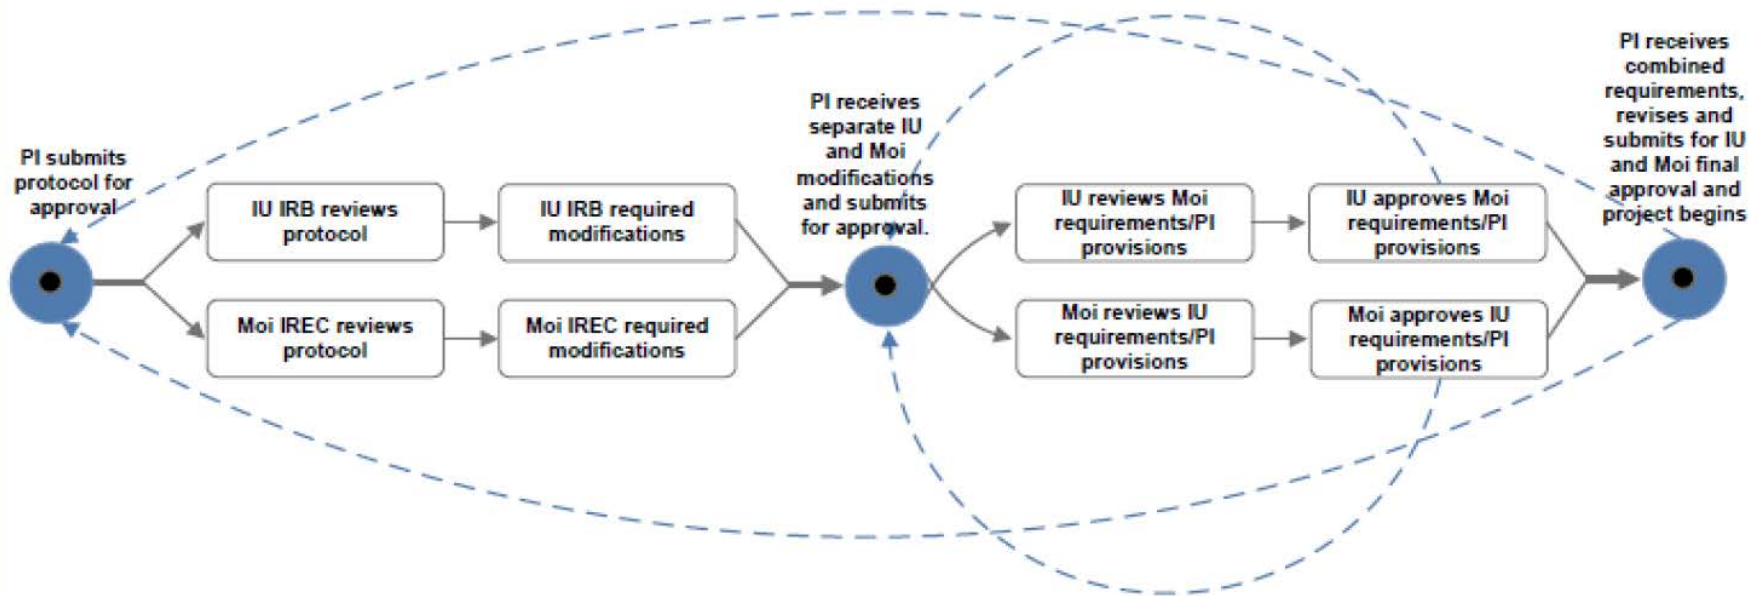 PI submits
protocol for
approval
IU IRB reviews
protocol
IU IRB required
modifications
Moi IREC reviews
protocol
Moi IREC required
modifications
PI receives
separate IU
and Moi
modifications
and submits
for approval.
IU reviews Moi
requirements/PI
provisions
IU approves Moi
requirements/PI
provisions
Moi reviews IU
requirements/PI
provisions
Moi approves IU
requirements/PI
provisions
PI receives
combined
requirements,
revises and
submits for IU
and Moi final
approval and
project begins